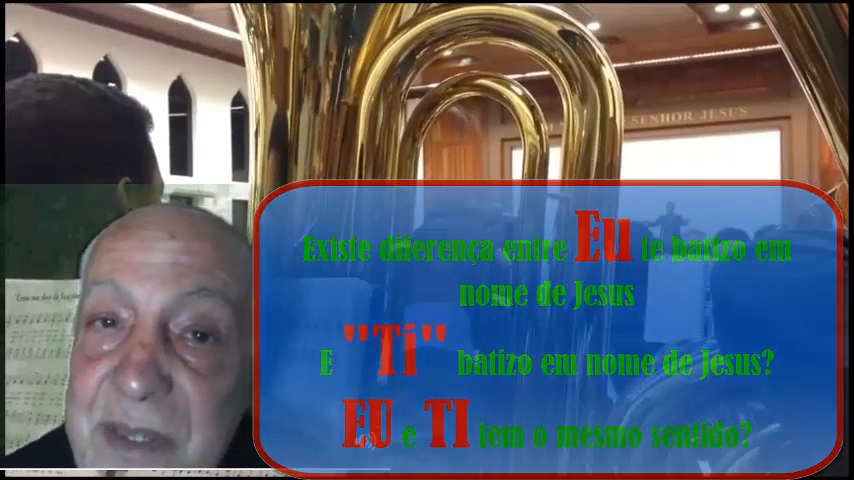 SENHOR JESUS
Existe diferença entre Eu te batizo em
nome de Jesus
E "Ti" batizo em nome de Jesus?
EU e TI tem o mesmo sentido?